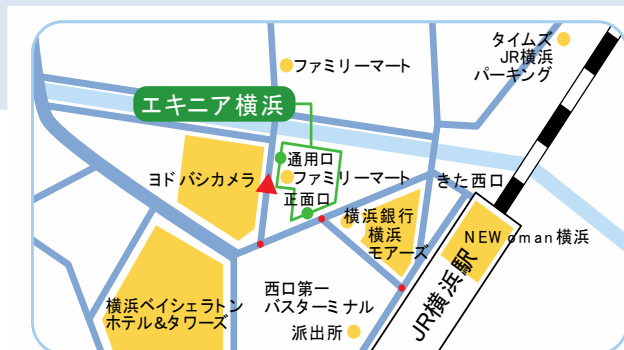 タイムズ
JR横浜
パーキング
ファミリーマート
エキニア横浜
通用口
ヨドバシカメラ
ファミリーマート
きた西口
正面口
横浜銀行
横浜
モアーズ
NEWoman横浜
JR横浜駅
西口第一
バスターミナル
横浜ベイシェラトン
ホテル&タワーズ
派出所